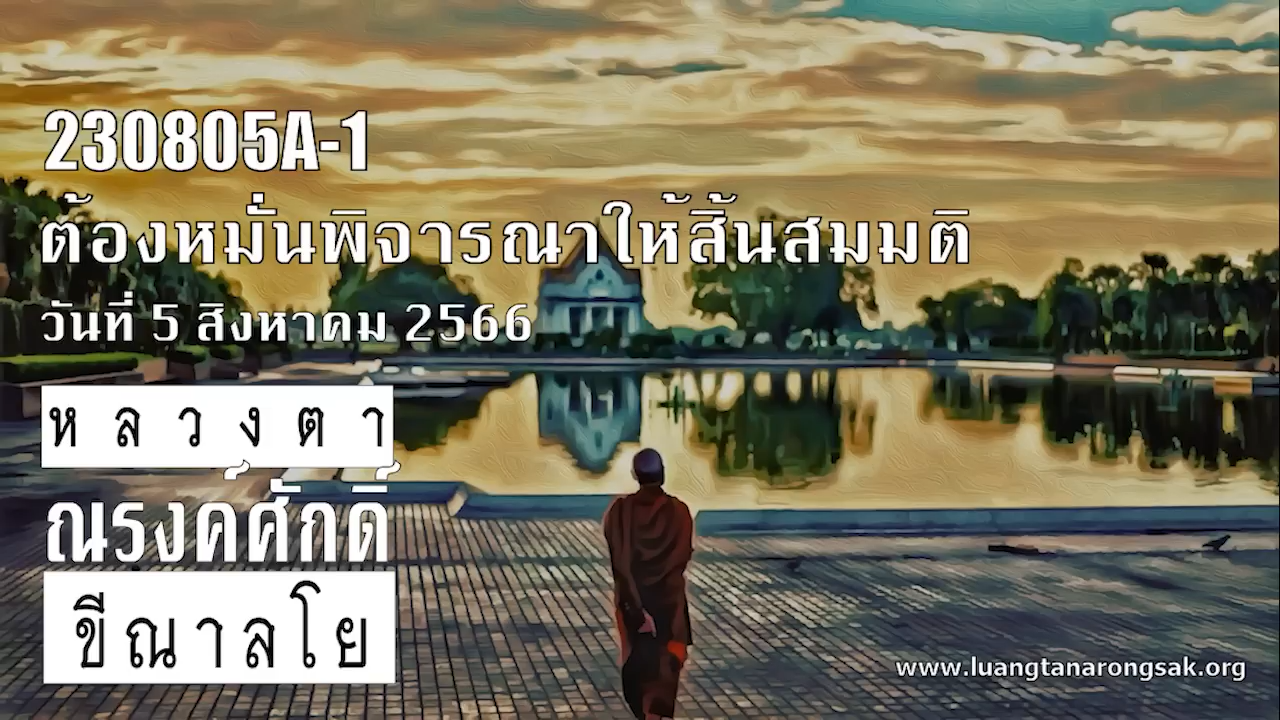 230805A-1
ต้องหมั่นพิจารณาให้สิ้นสมมติ
วันที่ 5 สิงหาคม 2566
หลวงตา
ณรงค์ศักดิ์
ขีณาลโย
www.luangtanarongsak.org